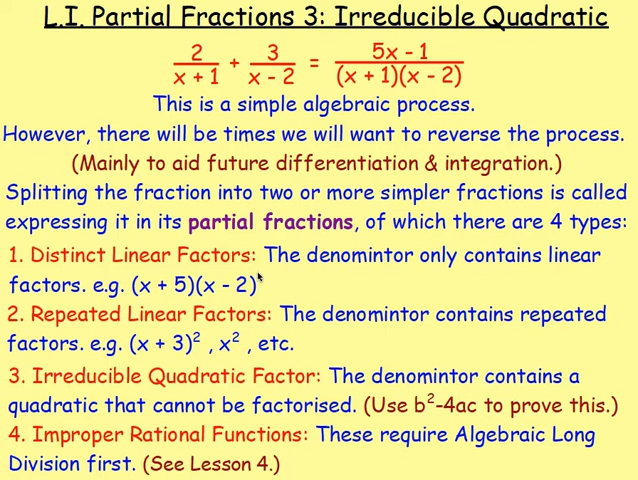 L.I. Partial Fractions 3: Irreducible Quadratic
2/(x + 1) + 3/(x - 2) = (5x - 1)/((x + 1)(x - 2))
This is a simple algebraic process.
However, there will be times we will want to reverse the process.
(Mainly to aid future differentiation & integration.)
Splitting the fraction into two or more simpler fractions is called
expressing it in its partial fractions, of which there are 4 types:
1. Distinct Linear Factors: The denomintor only contains linear
factors. e.g. (x + 5)(x - 2)
2. Repeated Linear Factors: The denomintor contains repeated
factors. e.g. (x + 3)², x², etc.
3. Irreducible Quadratic Factor: The denomintor contains a
quadratic that cannot be factorised. (Use b²-4ac to prove this.)
4. Improper Rational Functions: These require Algebraic Long
Division first. (See Lesson 4.)